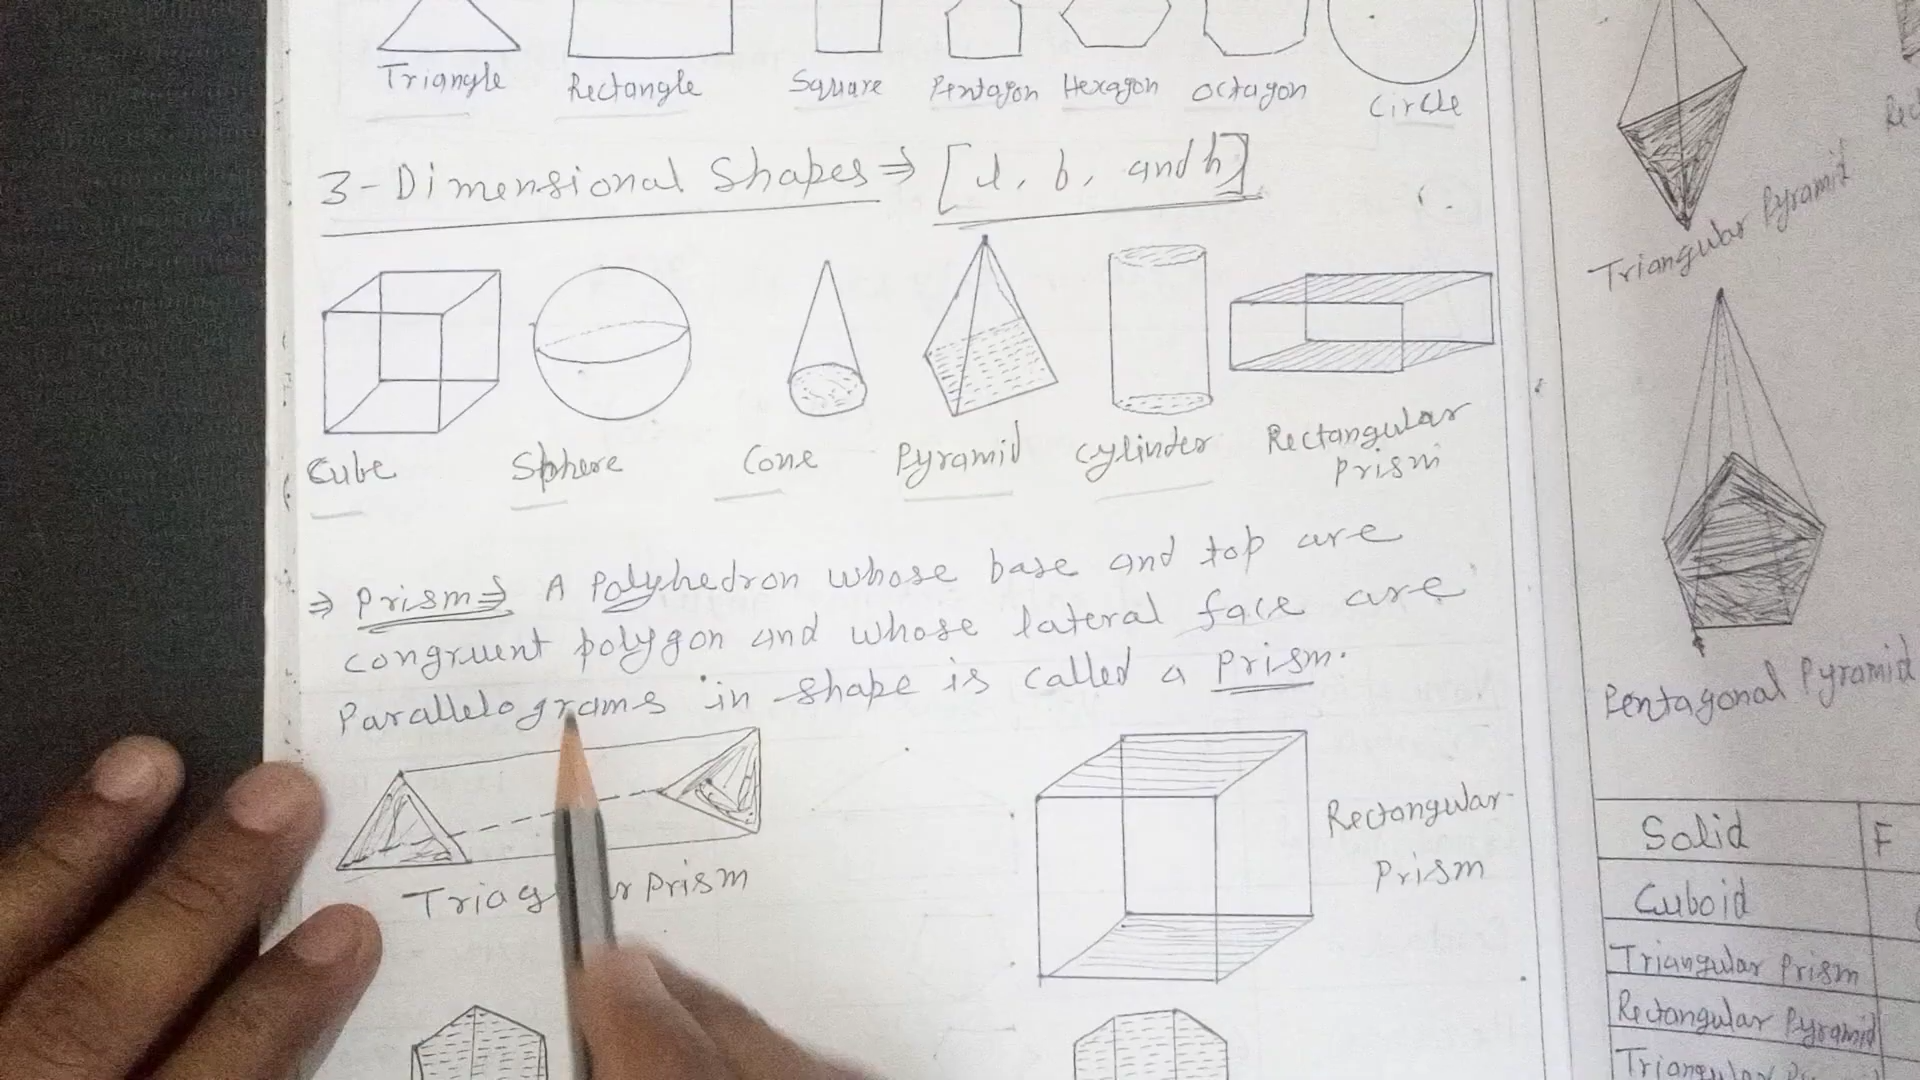 Triangle Rectangle Square Pentagon Hexagon Octagon Circle
3-Dimensional Shapes ⇒ [l, b, and h]
Cube Sphere Cone Pyramid Cylinder Rectangular
Prism
⇒ Prism ⇒ A Polyhedron whose base and top are
congruent polygon and whose lateral face are
Parallelograms in shape is called a Prism.
Rectangular
Prism
Prism
Triangular Pyramid
Pentagonal Pyramid
Solid F
Cuboid
Triangular Prism
Rectangular Pyramid